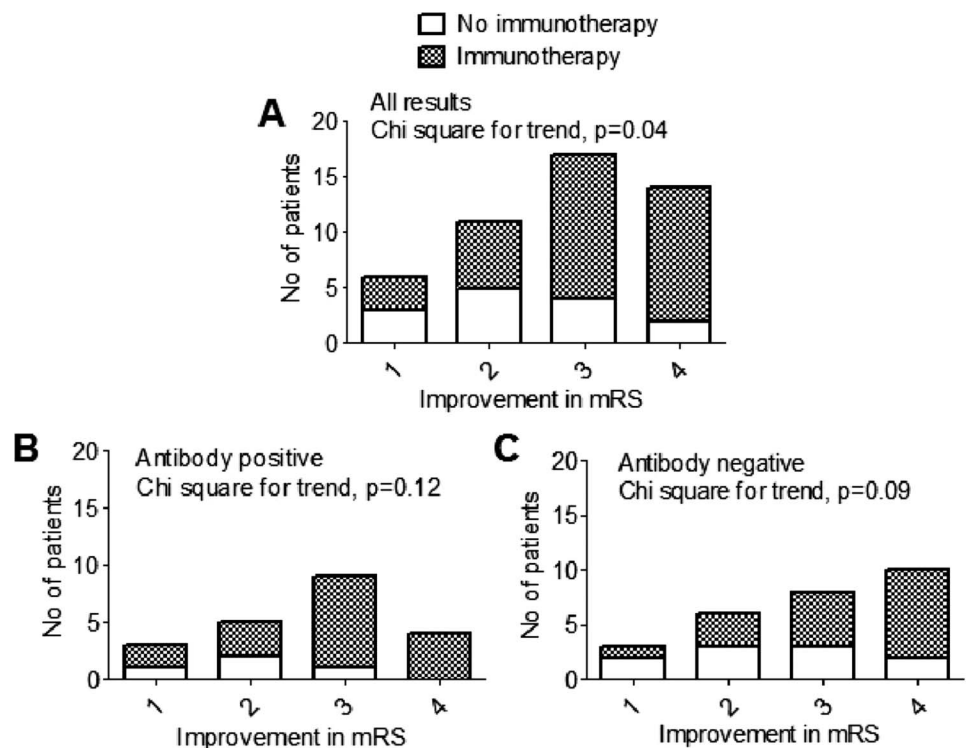 No immunotherapy
Immunotherapy
A
All results
Chi square for trend, p=0.04
20
15
10
5
0
No of patients
1 2 3 4
Improvement in mRS
B
Antibody positive
Chi square for trend, p=0.12
20
15
10
5
0
No of patients
1 2 3 4
Improvement in mRS
C
Antibody negative
Chi square for trend, p=0.09
20
15
10
5
0
No of patients
1 2 3 4
Improvement in mRS